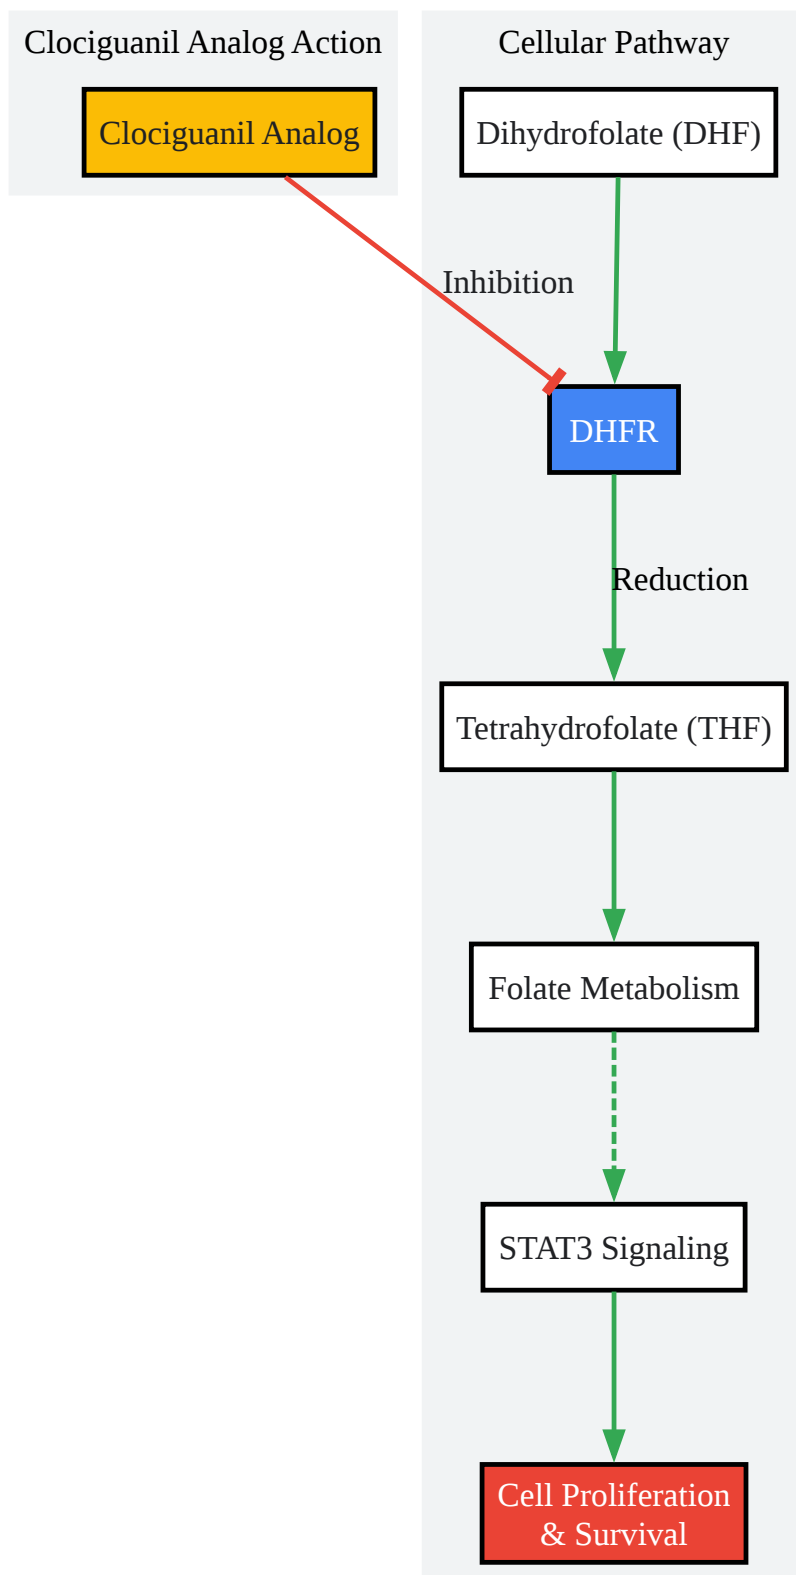 Clociguanil Analog Action
Clociguanil Analog
Cellular Pathway
Dihydrofolate (DHF)
Inhibition
DHFR
Reduction
Tetrahydrofolate (THF)
Folate Metabolism
STAT3 Signaling
Cell Proliferation
& Survival